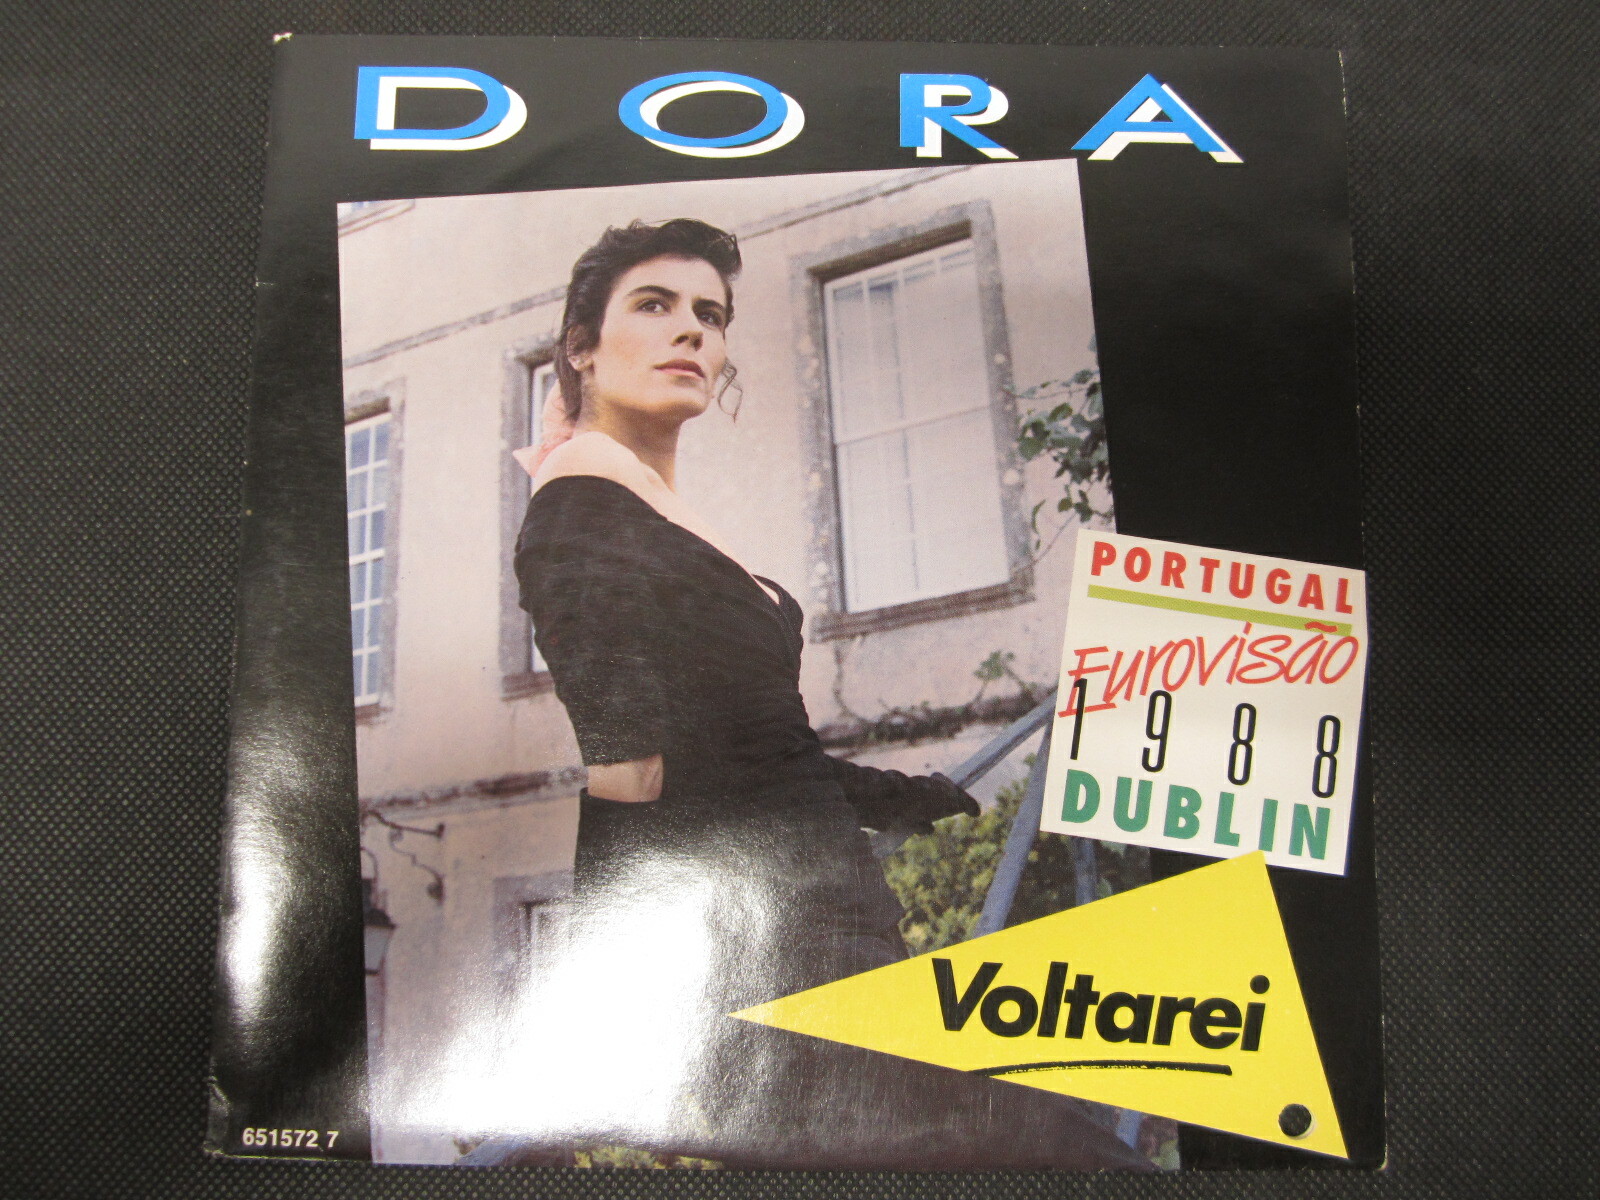 DORA
PORTUGAL
Eurovisão
1988
DUBLIN
Voltarei
651572 7